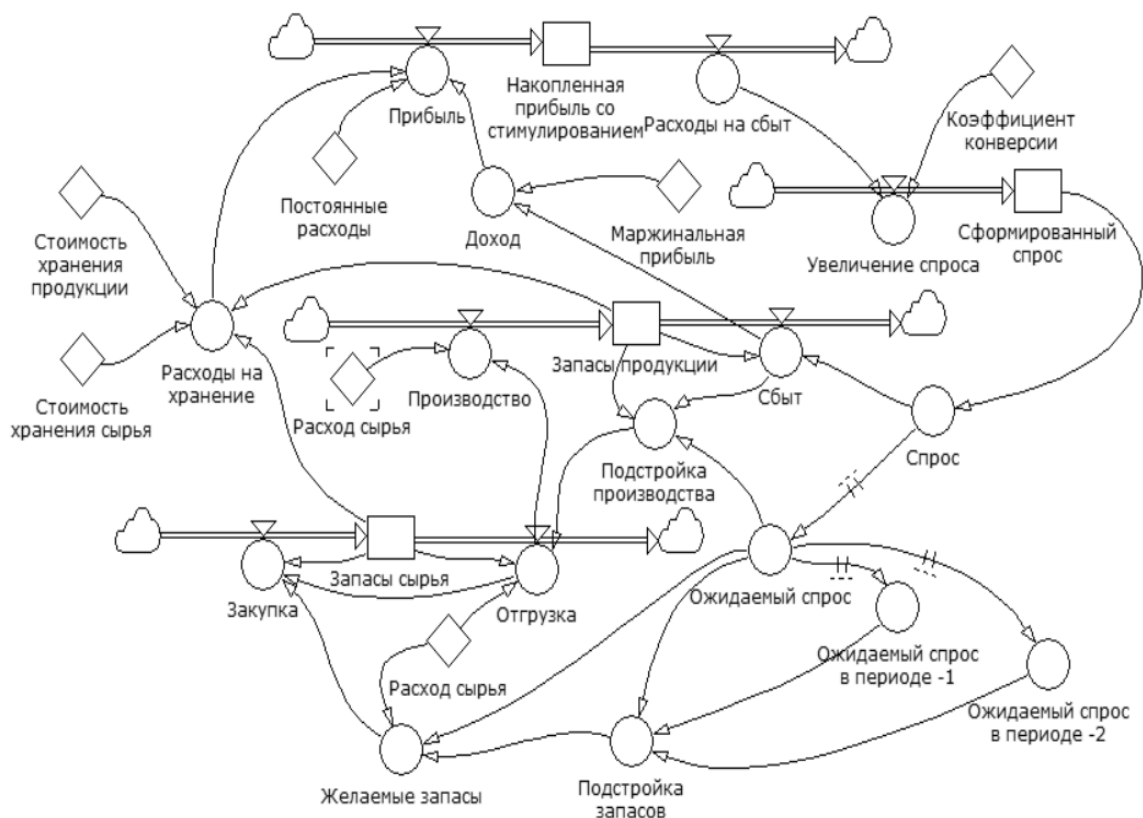 Накопленная
прибыль со
стимулированием
Прибыль
Расходы на сбыт
Коэффициент
конверсии
Постоянные
расходы
Доход
Маржинальная
прибыль
Увеличение спроса
Сформированный
спрос
Стоимость
хранения
продукции
Расходы на
хранение
Стоимость
хранения сырья
Расход сырья
Производство
Запасы продукции
Сбыт
Спрос
Подстройка
производства
Закупка
Запасы сырья
Отгрузка
Ожидаемый спрос
Расход сырья
Ожидаемый спрос
в периоде -1
Ожидаемый спрос
в периоде -2
Желаемые запасы
Подстройка
запасов